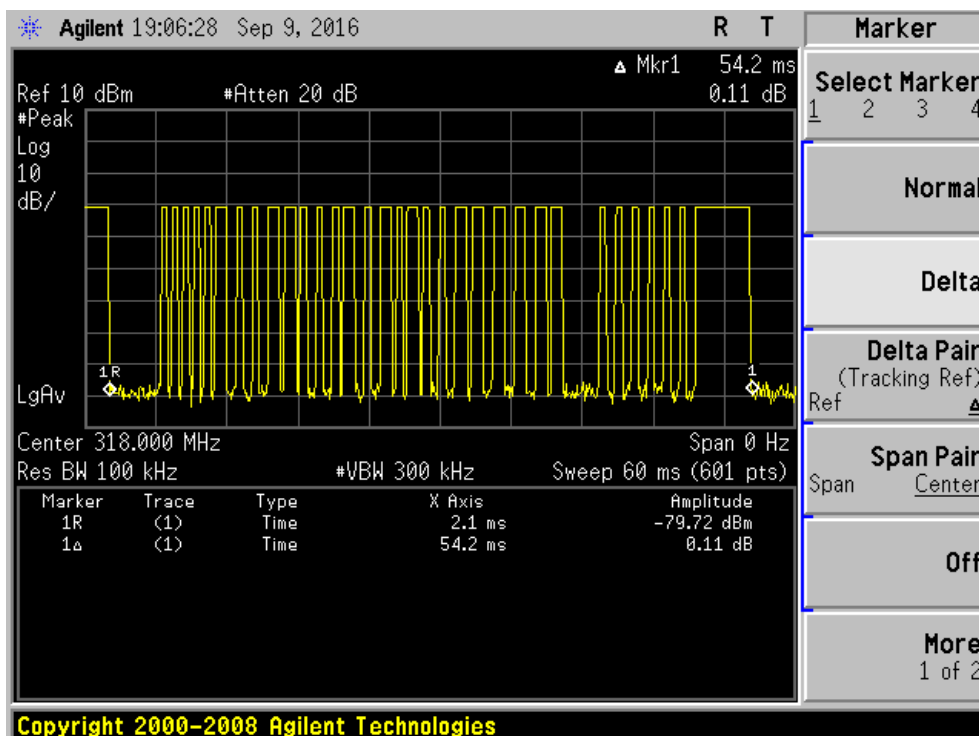 Agilent 19:06:28 Sep 9, 2016 R T
Δ Mkr1 54.2 ms
Ref 10 dBm #Atten 20 dB 0.11 dB
#Peak
Log
10
dB/
1R
1
LgAv
Center 318.000 MHz Span 0 Hz
Res BW 100 kHz #VBW 300 kHz Sweep 60 ms (601 pts)
Marker Trace Type X Axis Amplitude
1R (1) Time 2.1 ms -79.72 dBm
1Δ (1) Time 54.2 ms 0.11 dB
Marker
Select Marker
1 2 3 4
Normal
Delta
Delta Pair
(Tracking Ref)
Ref Δ
Span Pair
Span Center
Off
More
1 of 2
Copyright 2000-2008 Agilent Technologies